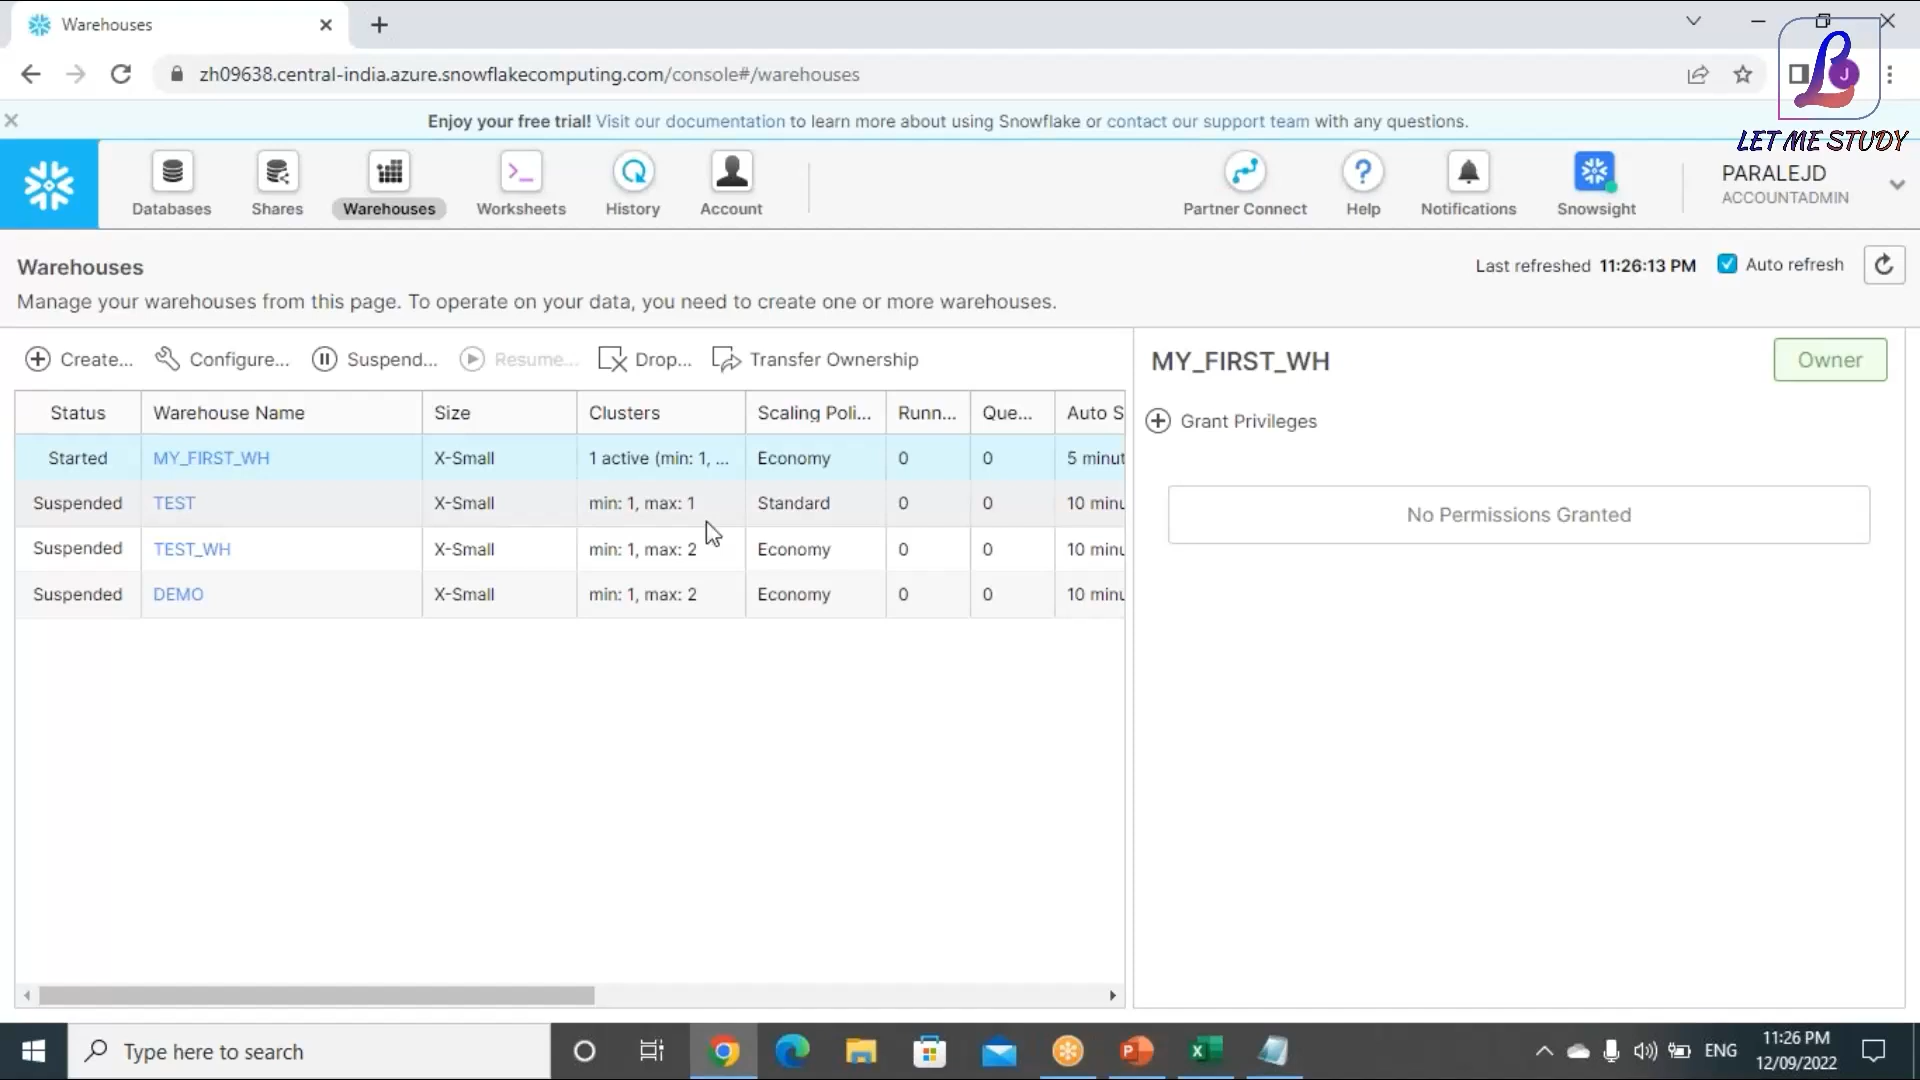 Warehouses
zh09638.central-india.azure.snowflakecomputing.com/console#/warehouses
J
LET ME STUDY
Enjoy your free trial! Visit our documentation to learn more about using Snowflake or contact our support team with any questions.
Databases
Shares
Warehouses
Worksheets
History
Account
Partner Connect
Help
Notifications
Snowsight
PARALEJD
ACCOUNTADMIN
Warehouses
Last refreshed 11:26:13 PM
Auto refresh
Manage your warehouses from this page. To operate on your data, you need to create one or more warehouses.
Create...
Configure...
Suspend...
Resume...
Drop...
Transfer Ownership
Status Warehouse Name Size Clusters Scaling Poli... Runn... Que... Auto S
Started MY_FIRST_WH X-Small 1 active (min: 1, ... Economy 0 0 5 minut
Suspended TEST X-Small min: 1, max: 1 Standard 0 0 10 minu
Suspended TEST_WH X-Small min: 1, max: 2 Economy 0 0 10 minu
Suspended DEMO X-Small min: 1, max: 2 Economy 0 0 10 minu
MY_FIRST_WH
Owner
Grant Privileges
No Permissions Granted
Type here to search
ENG
11:26 PM
12/09/2022